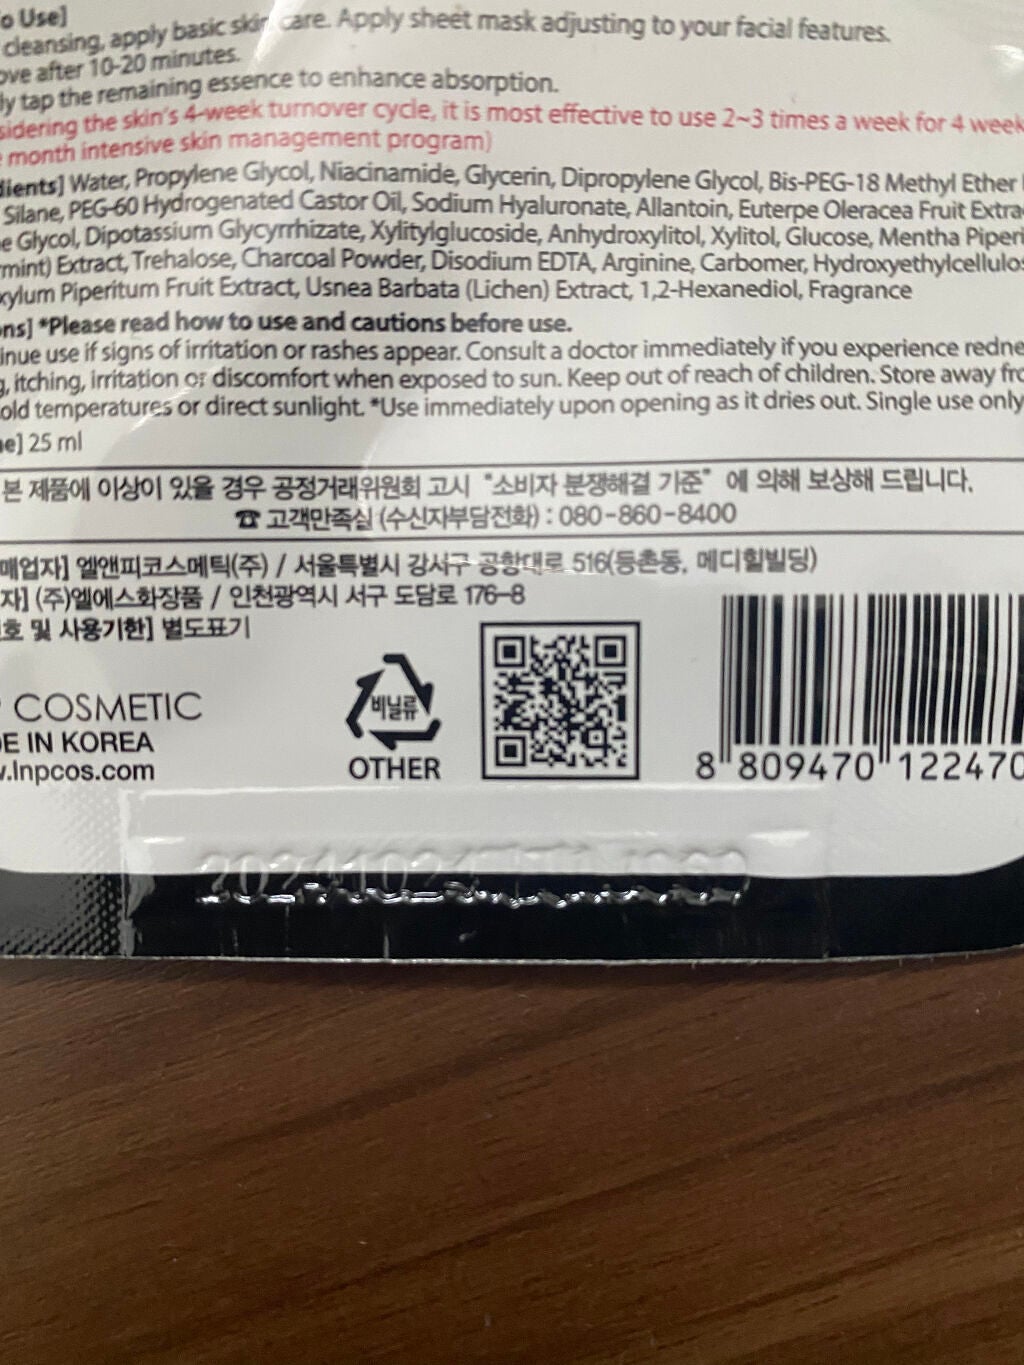 o Use]
cleansing, apply basic skin care. Apply sheet mask adjusting to your facial features.
ove after 10-20 minutes.
ly tap the remaining essence to enhance absorption.
sidering the skin's 4-week turnover cycle, it is most effective to use 2~3 times a week for 4 week
month intensive skin management program)
dients] Water, Propylene Glycol, Niacinamide, Glycerin, Dipropylene Glycol, Bis-PEG-18 Methyl Ether
Silane, PEG-60 Hydrogenated Castor Oil, Sodium Hyaluronate, Allantoin, Euterpe Oleracea Fruit Extra
e Glycol, Dipotassium Glycyrrhizate, Xylitylglucoside, Anhydroxylitol, Xylitol, Glucose, Mentha Piperi
rmint) Extract, Trehalose, Charcoal Powder, Disodium EDTA, Arginine, Carbomer, Hydroxyethylcellulos
xylum Piperitum Fruit Extract, Usnea Barbata (Lichen) Extract, 1,2-Hexanediol, Fragrance
ons] *Please read how to use and cautions before use.
inue use if signs of irritation or rashes appear. Consult a doctor immediately if you experience redne
g, itching, irritation or discomfort when exposed to sun. Keep out of reach of children. Store away fro
old temperatures or direct sunlight. *Use immediately upon opening as it dries out. Single use only
e] 25 ml
본 제품에 이상이 있을 경우 공정거래위원회 고시 "소비자 분쟁해결 기준" 에 의해 보상해 드립니다.
☎ 고객만족실 (수신자부담전화) : 080-860-8400
매업자] 엘앤피코스메틱(주) / 서울특별시 강서구 공항대로 516(등촌동, 메디힐빌딩)
자] (주)엘에스화장품 / 인천광역시 서구 도담로 176-8
호 및 사용기한] 별도표기
비닐류
OTHER
COSMETIC
E IN KOREA
.lnpcos.com
8 809470 122470